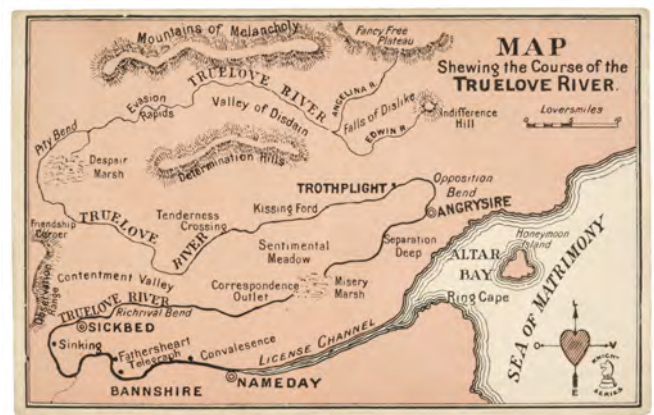 MAP
Shewing the Course of the
TRUELOVE RIVER.
Loversmiles
Mountains of Melancholy
Fancy Free
Plateau
TRUELOVE RIVER
ANGELINA R.
Evasion
Rapids
Valley of Disdain
Falls of Dislike
EDWIN R.
Indifference
Hill
Pity Bend
Despair
Marsh
Determination Hills
TROTHPLIGHT
Opposition
Bend
ANGRYSIRE
Kissing Ford
Tenderness
Crossing
TRUELOVE
RIVER
Friendship
Corner
Observation
Range
Sentimental
Meadow
Separation
Deep
Honeymoon
Island
ALTAR
BAY
SEA OF MATRIMONY
Contentment Valley
Correspondence
Outlet
Misery
Marsh
Ring Cape
TRUELOVE RIVER
Richrival Bend
SICKBED
Sinking
Fathersheart
Telegraph
Convalesence
LICENSE CHANNEL
BANNSHIRE
NAMEDAY
L
O
V
E
KNIGHT
SERIES